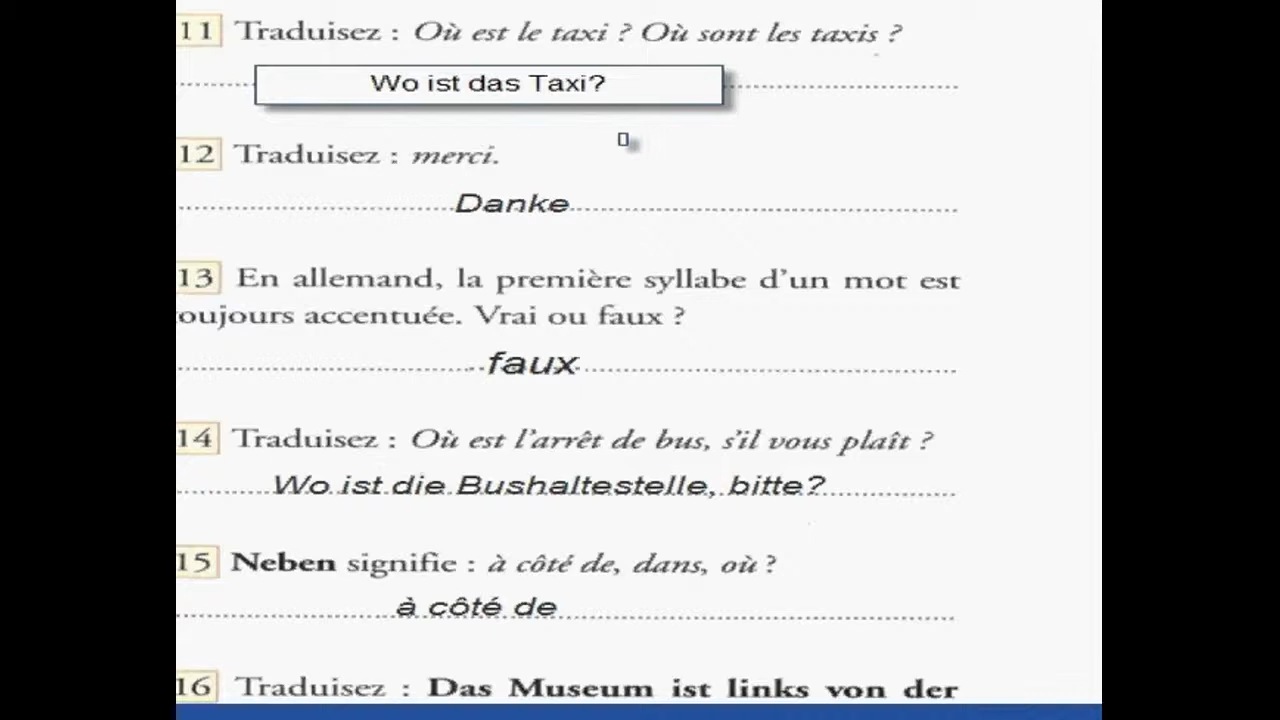 11 Traduisez : Où est le taxi ? Où sont les taxis ?
Wo ist das Taxi?
12 Traduisez : merci.
Danke
13 En allemand, la première syllabe d'un mot est
oujours accentuée. Vrai ou faux ?
faux
14 Traduisez : Où est l'arrêt de bus, s'il vous plaît ?
Wo ist die Bushaltestelle, bitte?
15 Neben signifie : à côté de, dans, où ?
à côté de
16 Traduisez : Das Museum ist links von der